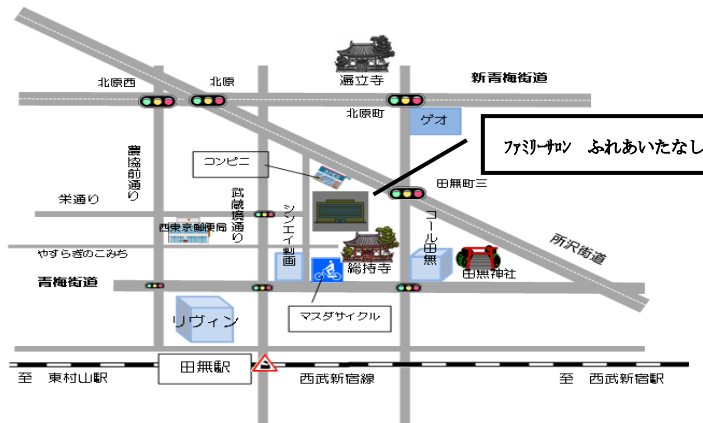 遍立寺
北原西
北原
新青梅街道
北原町
ゲオ
ファミリーサロン ふれあいたなし
コンビニ
農協前通り
武蔵境通り
シンエイ動画
田無町三
栄通り
西東京郵便局
コール田無
所沢街道
やすらぎのこみち
総持寺
田無神社
青梅街道
リヴィン
マスダサイクル
田無駅
至 東村山駅
西武新宿線
至 西武新宿駅